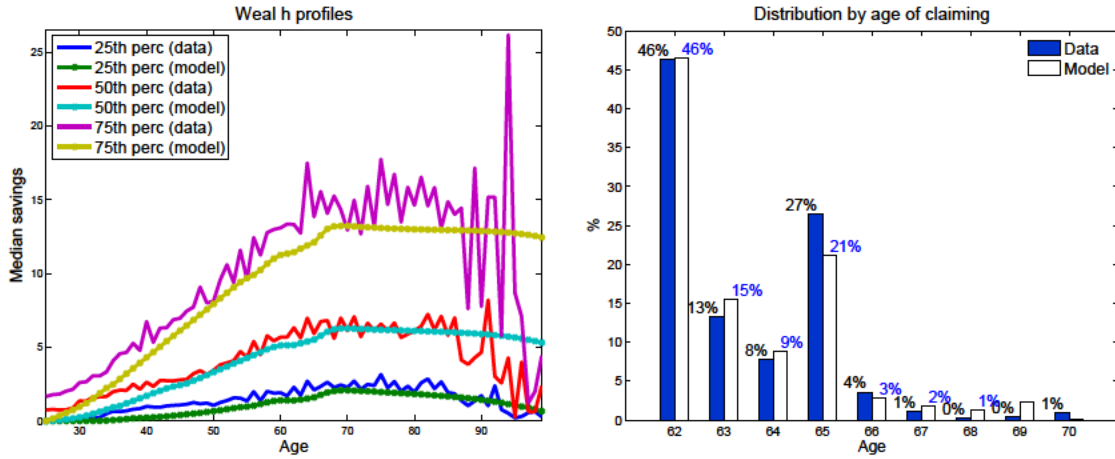 Weal h profiles
25th perc (data)
25th perc (model)
50th perc (data)
50th perc (model)
75th perc (data)
75th perc (model)
Median savings
25
20
15
10
5
0
30 40 50 60 70 80 90
Age
Distribution by age of claiming
Data
Model
%
50
45
40
35
30
25
20
15
10
5
0
46% 46%
13% 15%
8% 9%
27% 21%
4% 3%
1% 2%
0% 1%
0%
1%
62 63 64 65 66 67 68 69 70
Age